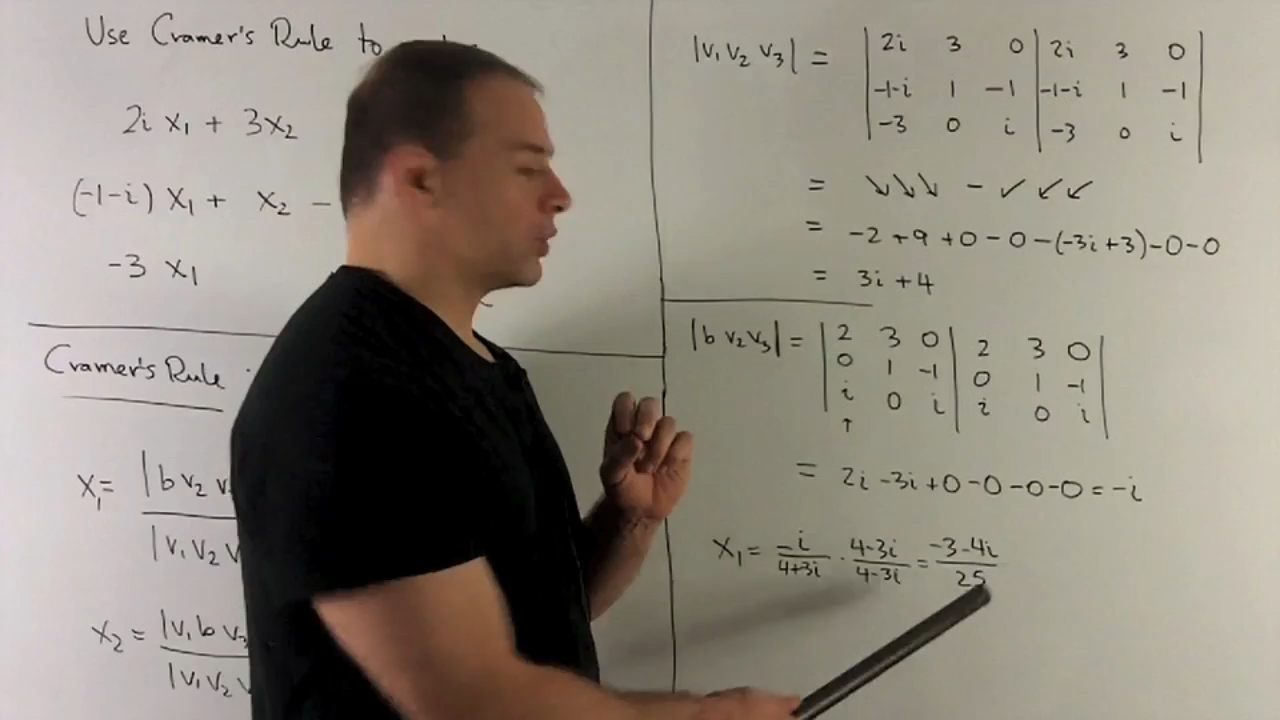 Use Cramer's Rule to
2i x₁ + 3x₂
(-1-i) x₁ + x₂ -
-3 x₁
Cramer's Rule
x₁= |b v₂ v
|v₁ v₂ v
x₂ = |v₁ b v₃
|v₁ v₂ v
|v₁ v₂ v₃| = | 2i 3 0 | 2i 3 0 |
| -1-i 1 -1 | -1-i 1 -1 |
| -3 0 i | -3 0 i |
= ↘↘↘ - ↙↙↙
= -2 +9 +0 -0 -(-3i+3) -0 -0
= 3i +4
|b v₂ v₃| = | 2 3 0 | 2 3 0 |
| 0 1 -1 | 0 1 -1 |
| i 0 i | i 0 i |
↑
= 2i -3i +0 -0 -0 -0 = -i
x₁ = -i/4+3i · 4-3i/4-3i = -3-4i/25